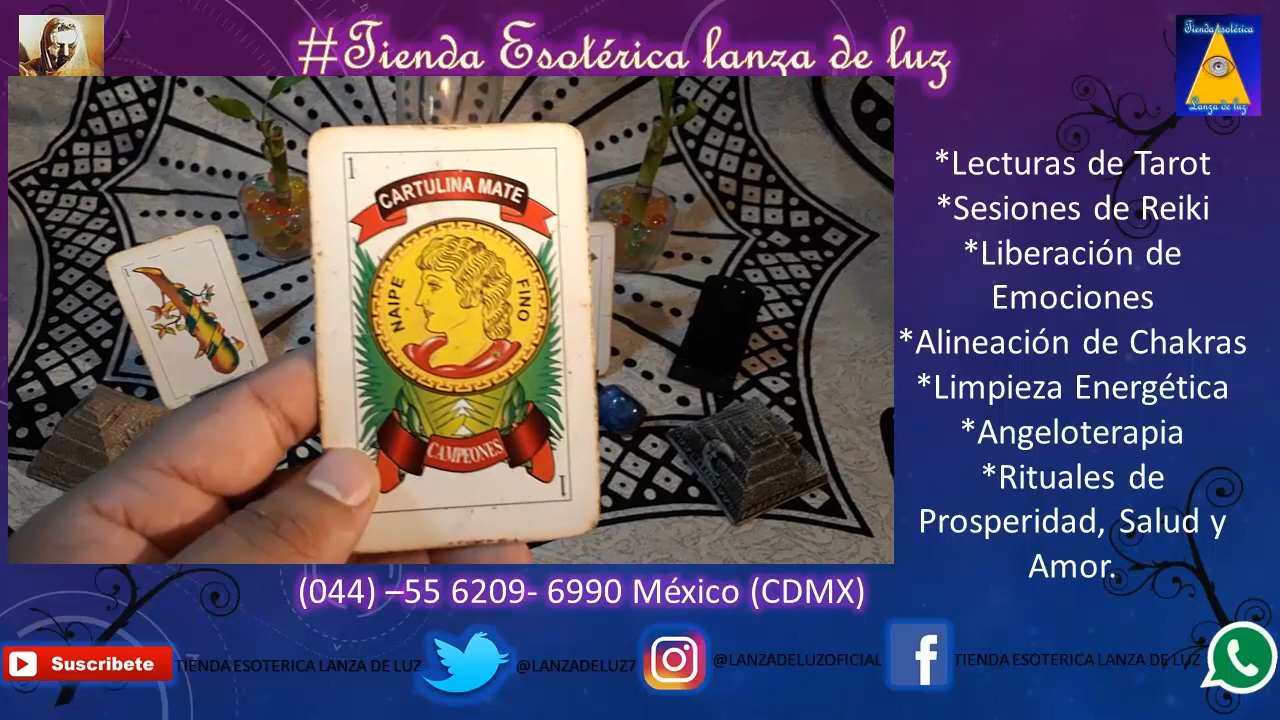 #Tienda Esotérica lanza de luz
Tienda esotérica
Lanza de luz
1
CARTULINA MATE
NAIPE FINO
CAMPEONES
1
*Lecturas de Tarot
*Sesiones de Reiki
*Liberación de
Emociones
*Alineación de Chakras
*Limpieza Energética
*Angeloterapia
*Rituales de
Prosperidad, Salud y
Amor.
(044) –55 6209- 6990 México (CDMX)
Suscribete
TIENDA ESOTERICA LANZA DE LUZ
@LANZADELUZ7
@LANZADELUZOFICIAL
TIENDA ESOTERICA LANZA DE LUZ